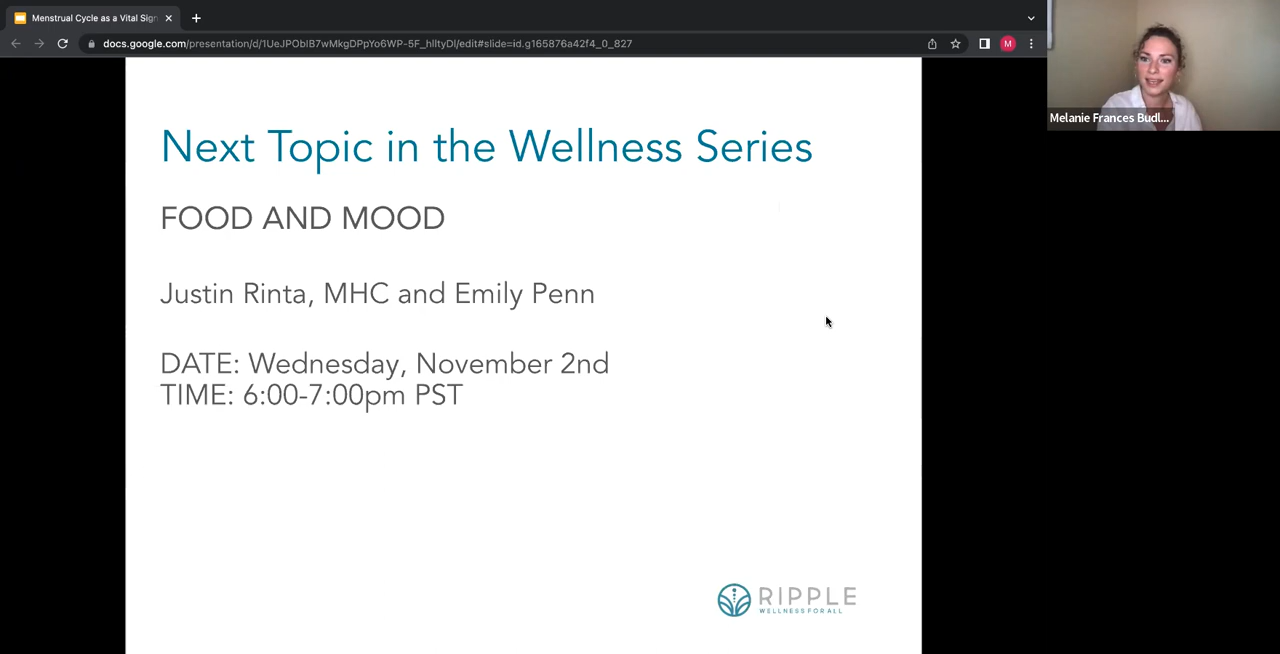 Menstrual Cycle as a Vital Sign
docs.google.com/presentation/d/1UeJPOblB7wMkgDPpYo6WP-5F_hlltyDl/edit#slide=id.g165876a42f4_0_827
M
Melanie Frances Budl...
Next Topic in the Wellness Series
FOOD AND MOOD
Justin Rinta, MHC and Emily Penn
DATE: Wednesday, November 2nd
TIME: 6:00-7:00pm PST
RIPPLE
WELLNESS FOR ALL